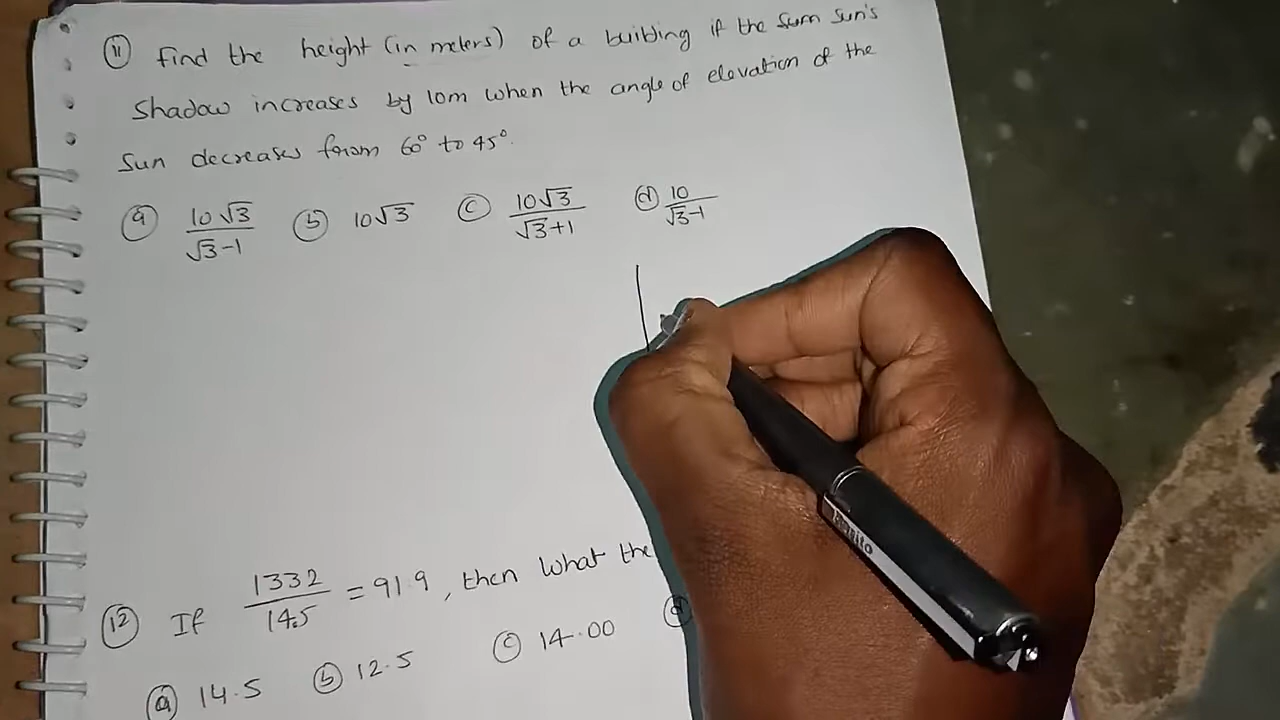 11 Find the height (in meters) of a builbing if the Sum Sun's
Shadow increases by 10m when the angle of elevation of the
Sun decreases from 60° to 45°.
a 10√3/√3-1 b 10√3 c 10√3/√3+1 d 10/√3-1
12 If 1332/14.5 = 91.9, then What the
a 14.5 b 12.5 c 14.00 d